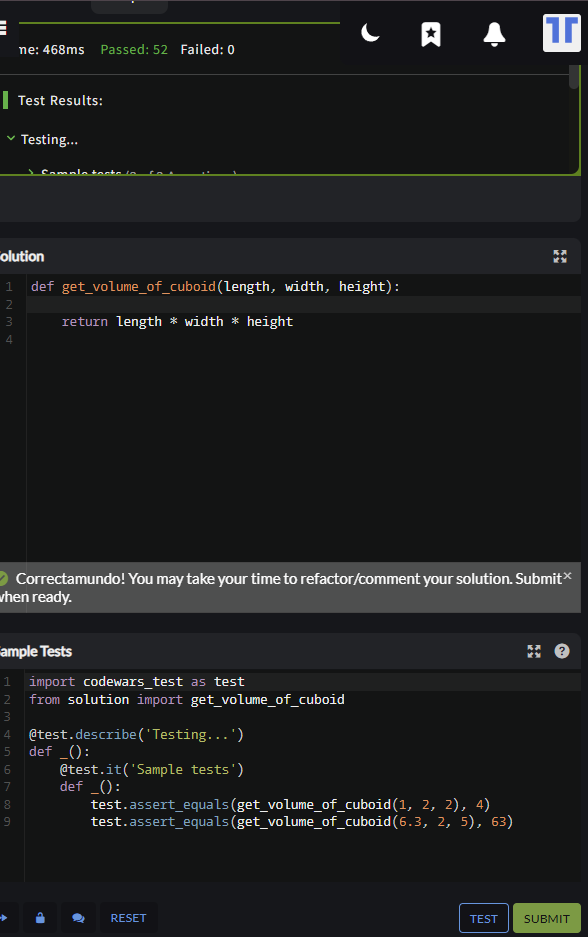 me: 468ms Passed: 52 Failed: 0
Test Results:
Testing...
Sample tests
olution
1 def get_volume_of_cuboid(length, width, height):
2
3 return length * width * height
4
Correctamundo! You may take your time to refactor/comment your solution. Submit ×
when ready.
ample Tests
1 import codewars_test as test
2 from solution import get_volume_of_cuboid
3
4 @test.describe('Testing...')
5 def _():
6 @test.it('Sample tests')
7 def _():
8 test.assert_equals(get_volume_of_cuboid(1, 2, 2), 4)
9 test.assert_equals(get_volume_of_cuboid(6.3, 2, 5), 63)
RESET TEST SUBMIT